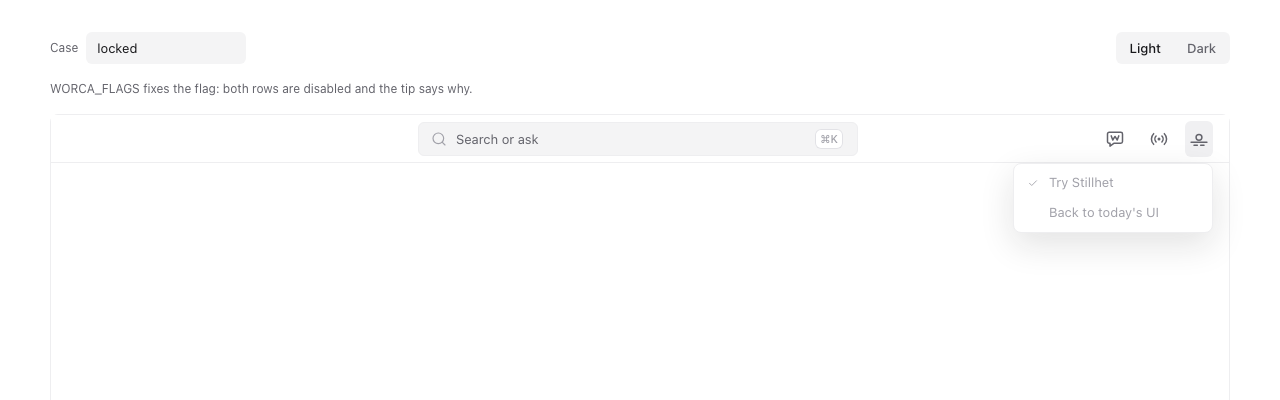 Case locked Light Dark
WORCA_FLAGS fixes the flag: both rows are disabled and the tip says why.
Search or ask ⌘K
Try Stillhet
Back to today's UI